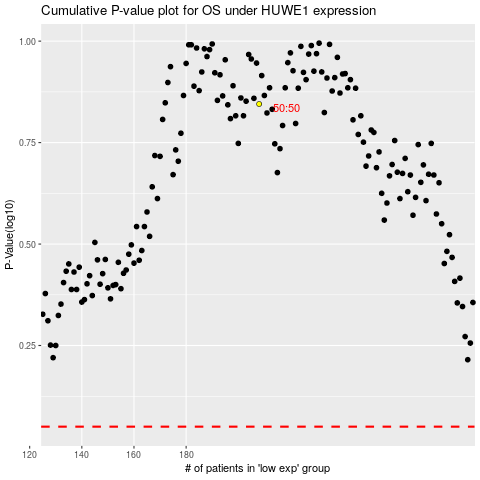 Cumulative P-value plot for OS under HUWE1 expression
1.00
0.75
0.50
0.25
P-Value(log10)
50:50
120 140 160 180
# of patients in 'low exp' group